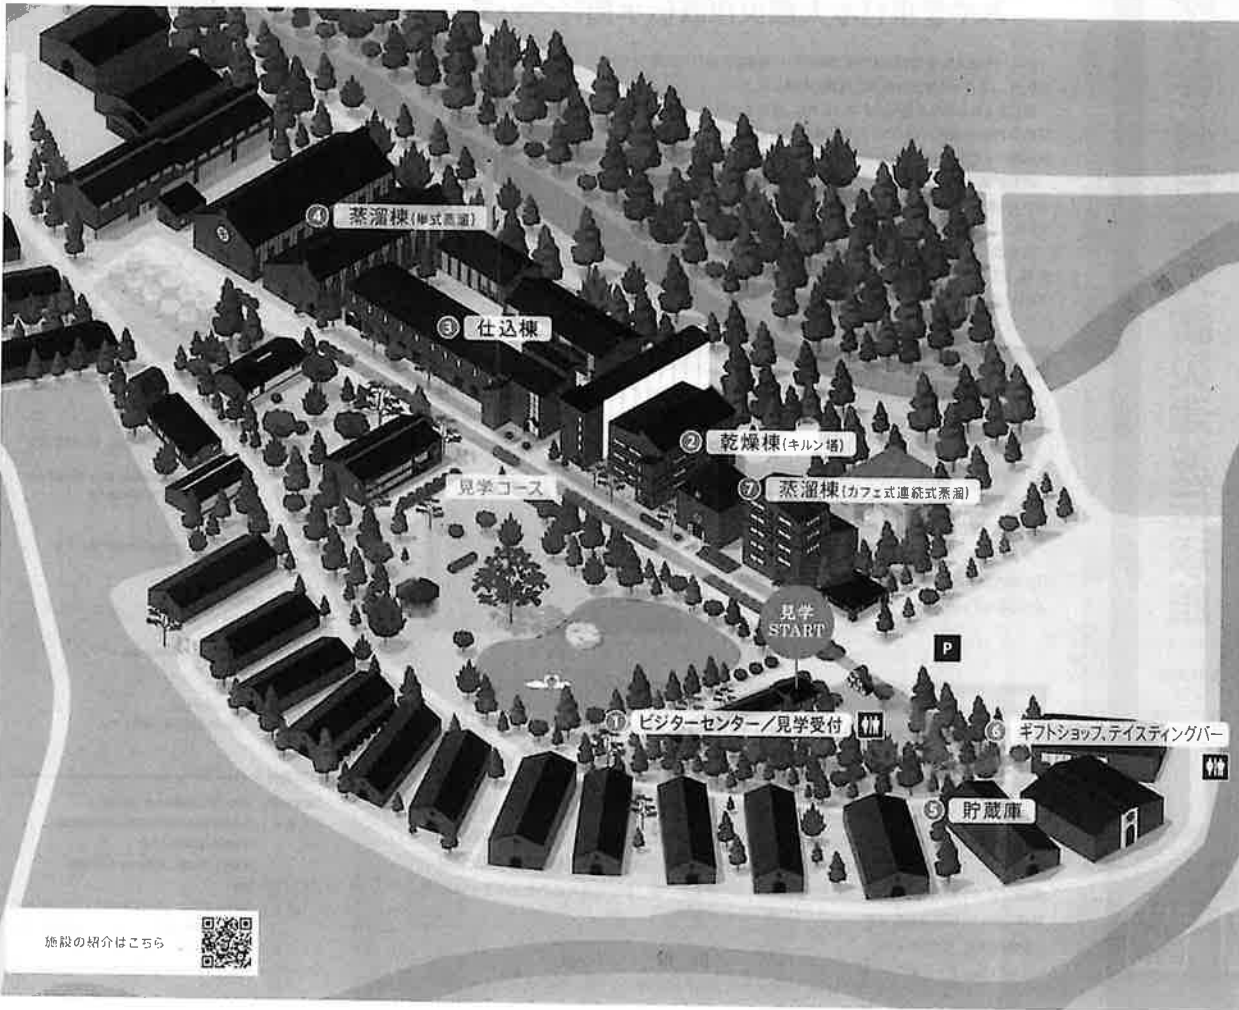 ④ 蒸溜棟(単式蒸溜)
③ 仕込棟
② 乾燥棟(キルン塔)
見学コース
⑦ 蒸溜棟(カフェ式連続式蒸溜)
見学
START
P
① ビジターセンター/見学受付
⑥ ギフトショップ、テイスティングバー
⑤ 貯蔵庫
施設の紹介はこちら